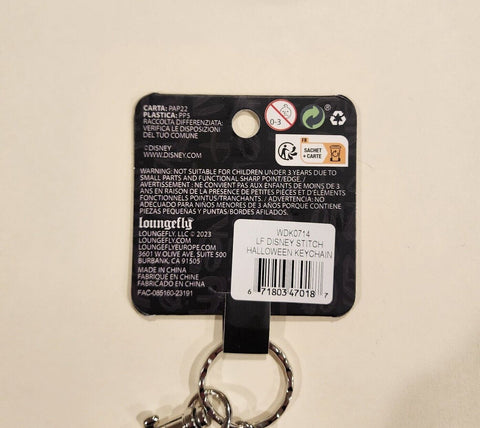 CARTA: PAP22
PLASTICA: PP5
RACCOLTA DIFFERENZIATA:
VERIFICA LE DISPOSIZIONI
DEL TUO COMUNE
©DISNEY
WWW.DISNEY.COM
0-3
FR
SACHET
+ CARTE
WARNING: NOT SUITABLE FOR CHILDREN UNDER 3 YEARS DUE TO
SMALL PARTS AND FUNCTIONAL SHARP POINT/EDGE. /
AVERTISSEMENT : NE CONVIENT PAS AUX ENFANTS DE MOINS DE 3
ANS EN RAISON DE LA PRESENCE DE PETITES PIÈCES ET D'ELÉMENTS
FONCTIONNELS POINTUS/TRANCHANTS. / ADVERTENCIA: NO
ADECUADO PARA NIÑOS MENORES DE 3 AÑOS PORQUE CONTIENE
PIEZAS PEQUEÑAS Y PUNTAS/BORDES AFILADOS.
Loungefly
LOUNGEFLY, LLC © 2023
LOUNGEFLY.COM
LOUNGEFLYEUROPE.COM
3601 W OLIVE AVE, SUITE 500
BURBANK, CA 91505
MADE IN CHINA
FABRIQUÉ EN CHINE
FABRICADO EN CHINA
FAC-085160-23191
WDK0714
LF DISNEY STITCH
HALLOWEEN KEYCHAIN
6 71803 47018 7